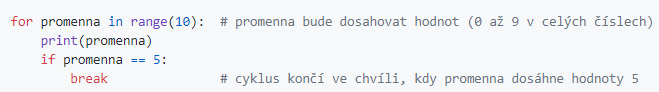 for promenna in range(10):  # promenna bude dosahovat hodnot (0 až 9 v celých číslech)
    print(promenna)
    if promenna == 5:
        break               # cyklus končí ve chvíli, kdy promenna dosáhne hodnoty 5